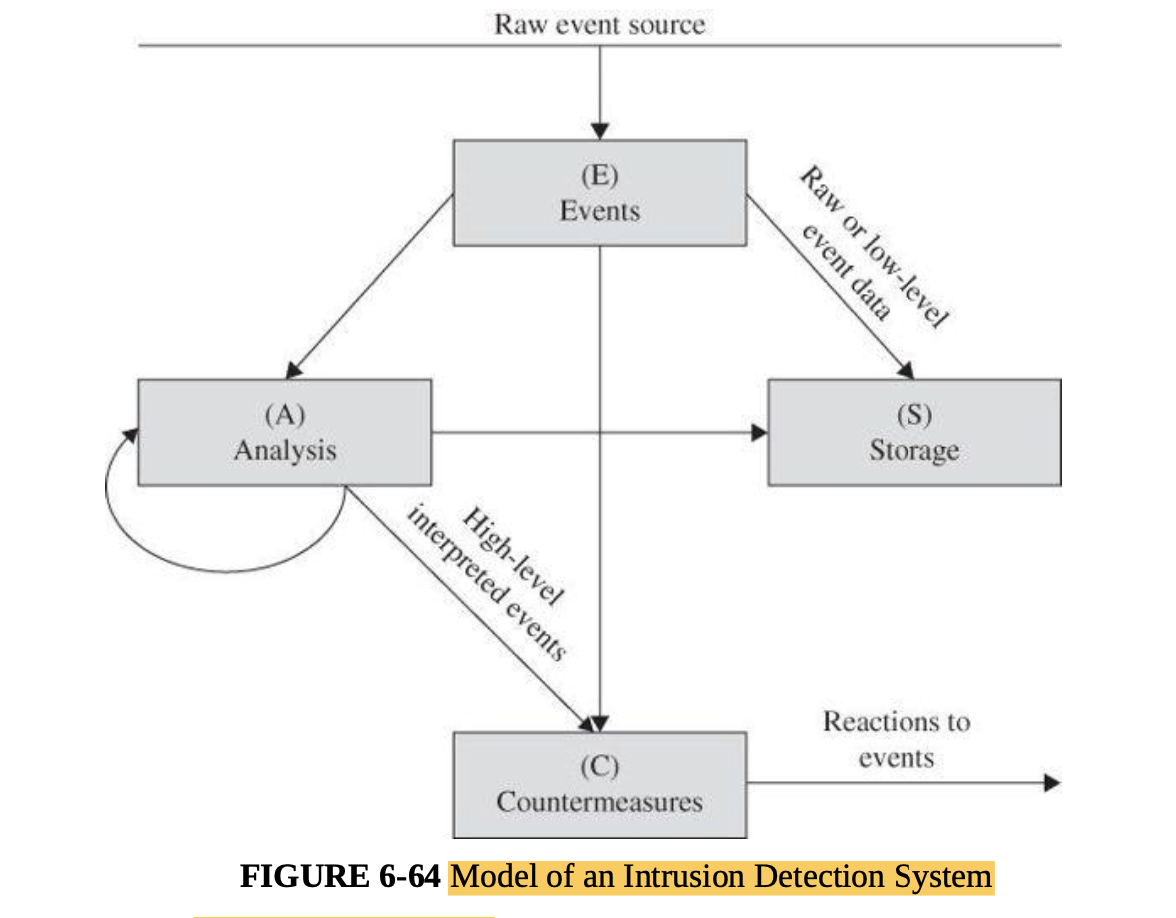 Raw event source
(E)
Events
Raw or low-level
event data
(A)
Analysis
(S)
Storage
High-level
interpreted events
(C)
Countermeasures
Reactions to
events
FIGURE 6-64 Model of an Intrusion Detection System